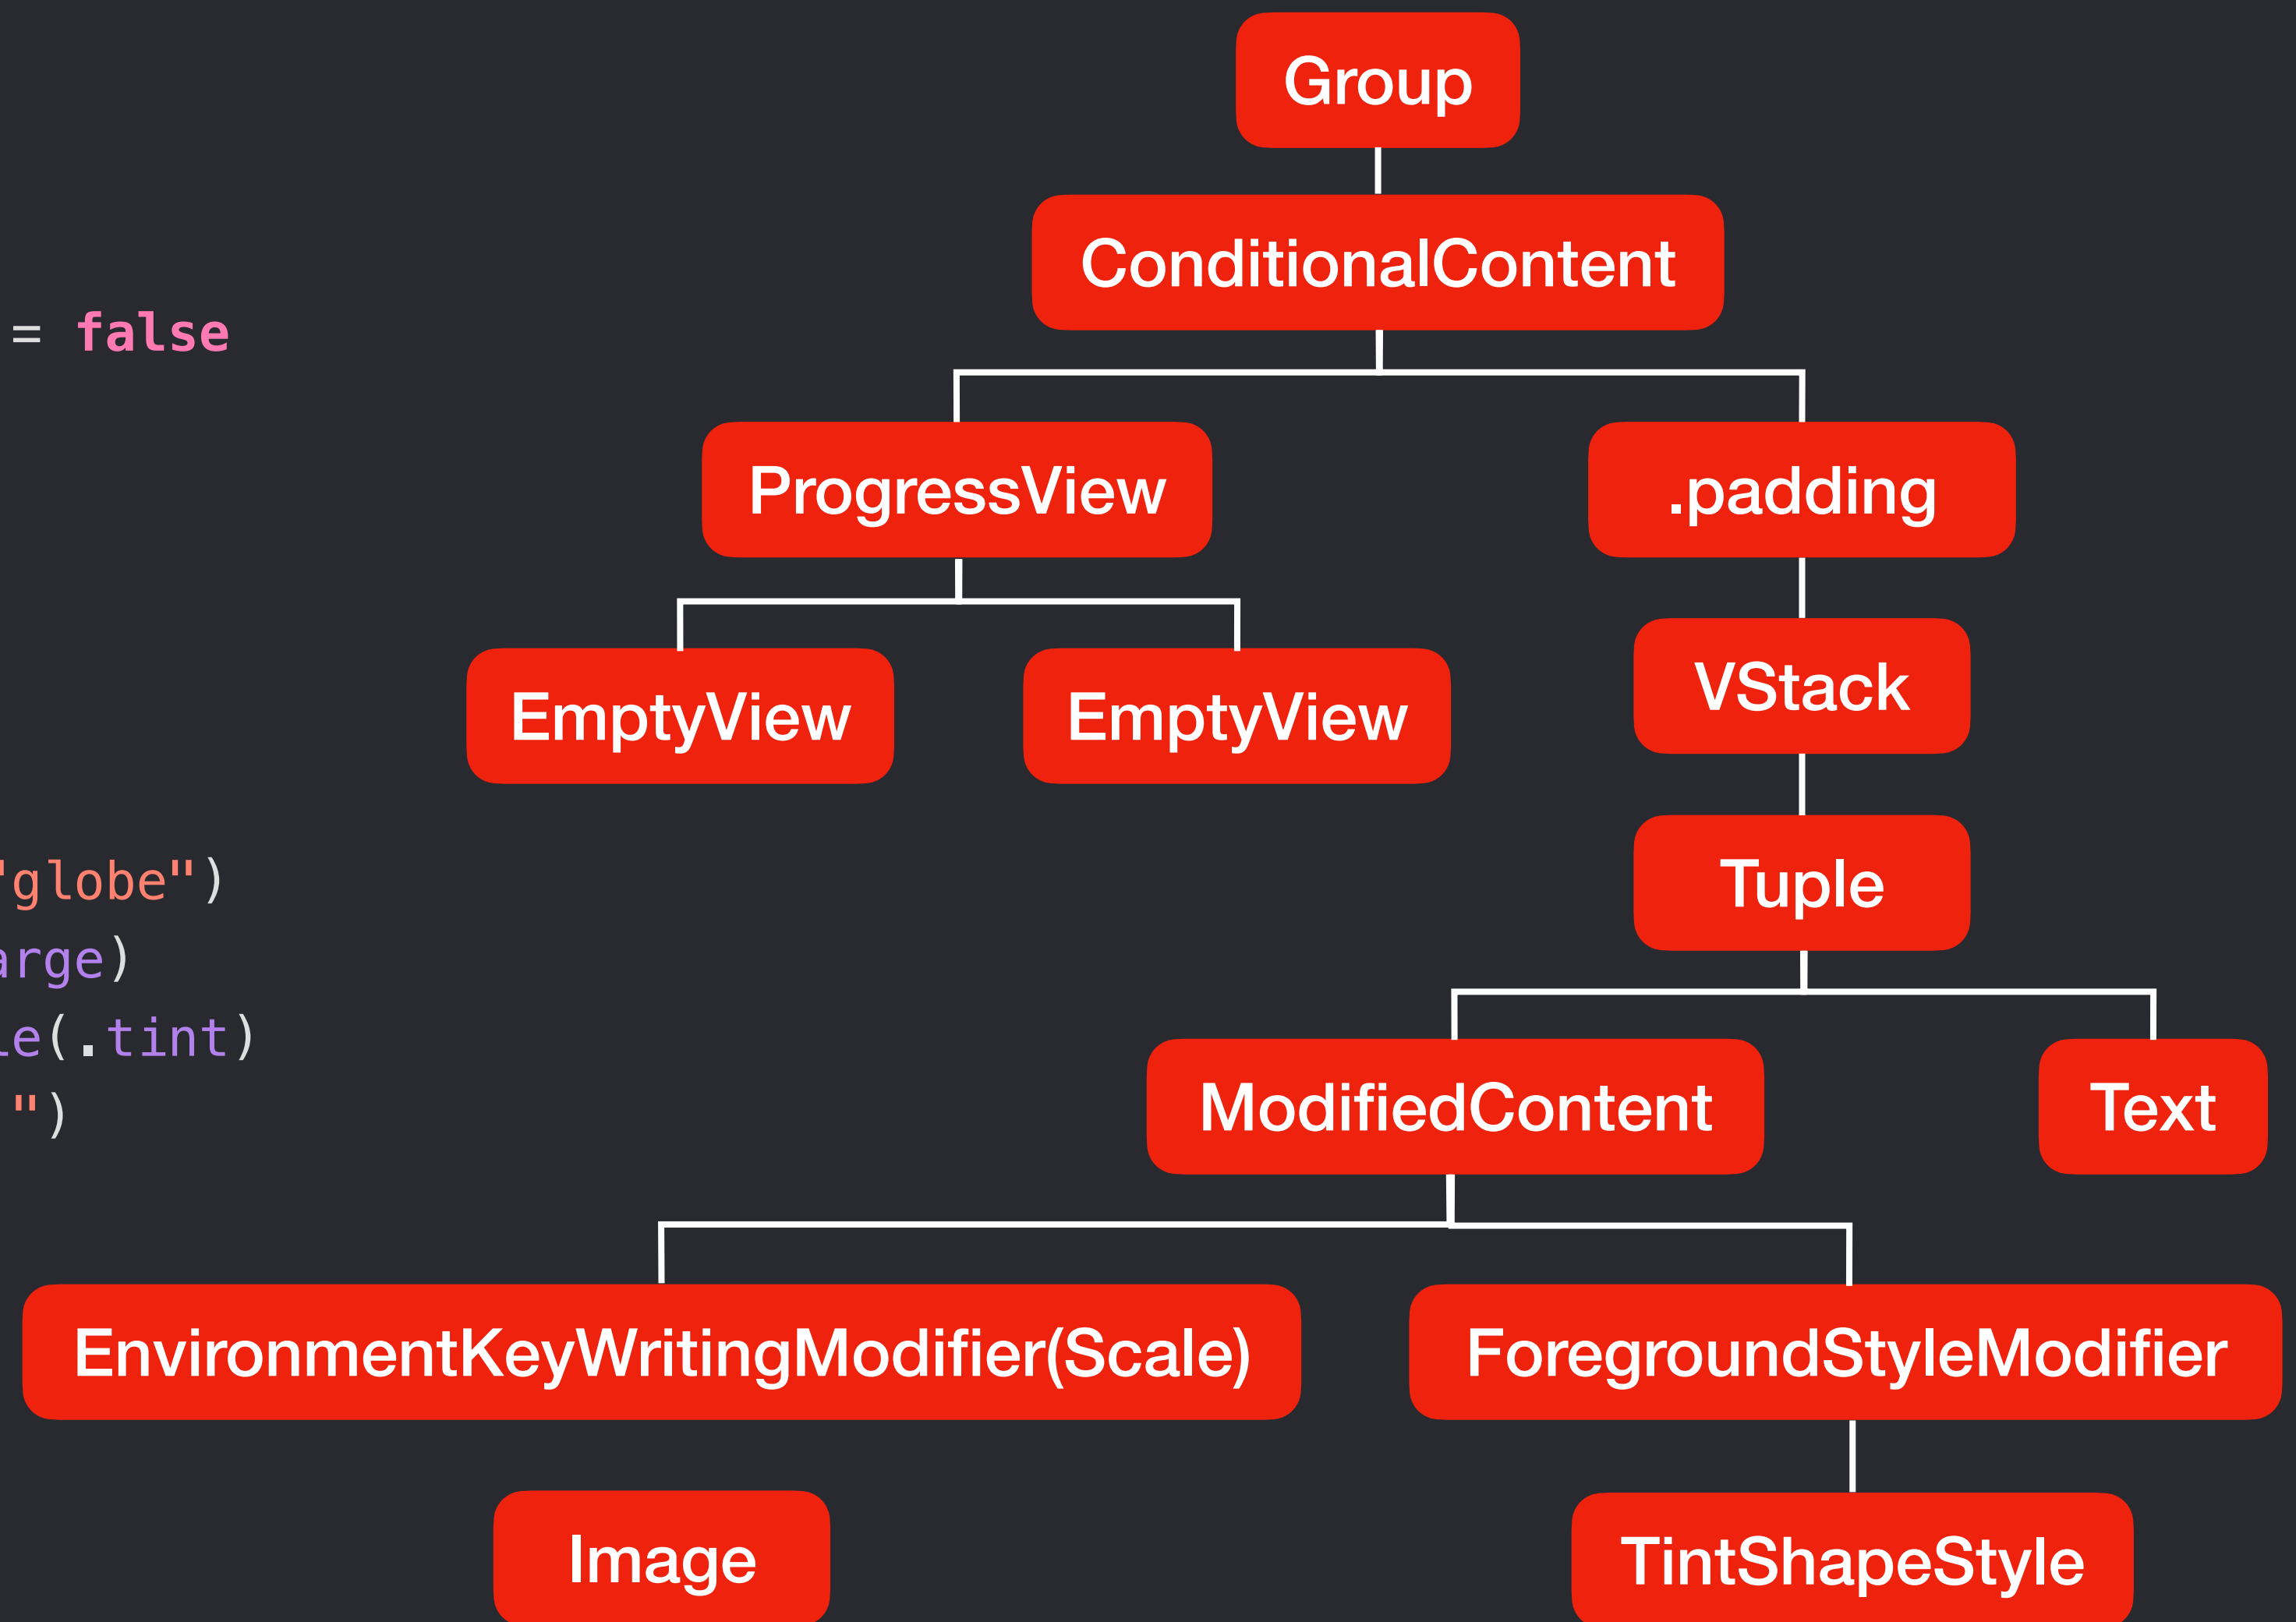 Group
ConditionalContent
= false
ProgressView
.padding
EmptyView
EmptyView
VStack
"globe")
Tuple
arge)
le(.tint)
ModifiedContent
Text
")
EnvironmentKeyWritingModifier(Scale)
ForegroundStyleModifier
Image
TintShapeStyle